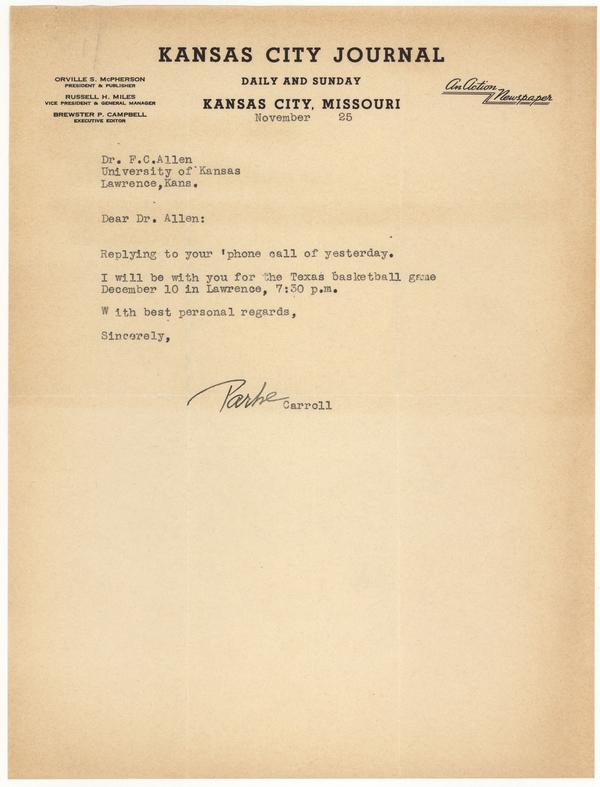 KANSAS CITY JOURNAL
DAILY AND SUNDAY
KANSAS CITY, MISSOURI
ORVILLE S. McPHERSON
PRESIDENT & PUBLISHER
RUSSELL H. MILES
VICE PRESIDENT & GENERAL MANAGER
BREWSTER P. CAMPBELL
EXECUTIVE EDITOR
An Action
Newspaper
November 25
Dr. F.C.Allen
University of Kansas
Lawrence,Kans.
Dear Dr. Allen:
Replying to your 'phone call of yesterday.
I will be with you for the Texas basketball game
December 10 in Lawrence, 7:30 p.m.
W ith best personal regards,
Sincerely,
Parke Carroll